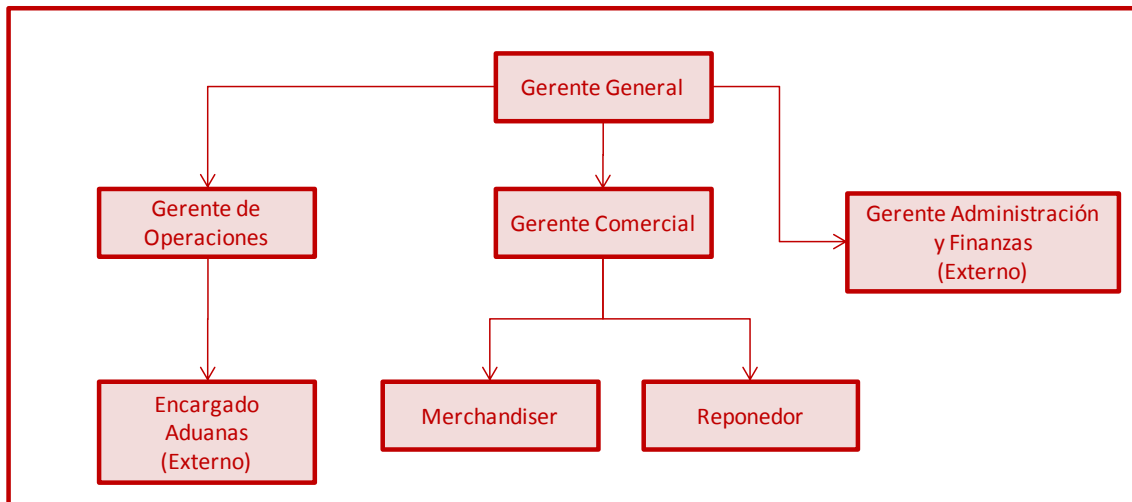 Gerente General
Gerente de
Operaciones
Gerente Comercial
Gerente Administración
y Finanzas
(Externo)
Encargado
Aduanas
(Externo)
Merchandiser
Reponedor